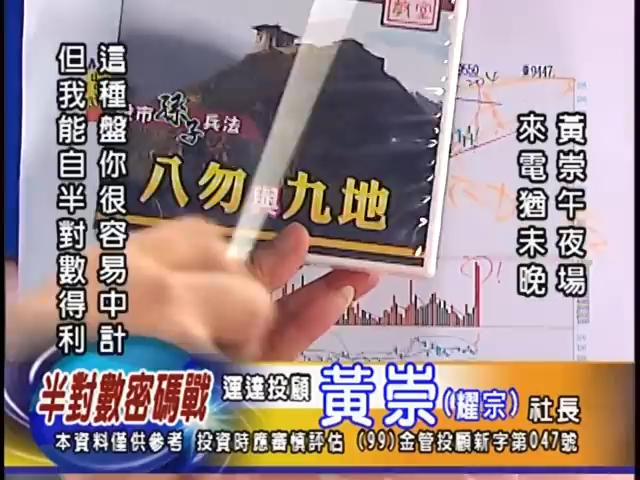 這種盤你很容易中計
但我能自半對數得利
黃崇午夜場
來電猶未晚
市孫子兵法
八勿與九地
9447.
半對數密碼戰
運達投顧 黃崇(耀宗) 社長
本資料僅供參考 投資時應審慎評估 (99)金管投顧新字第047號